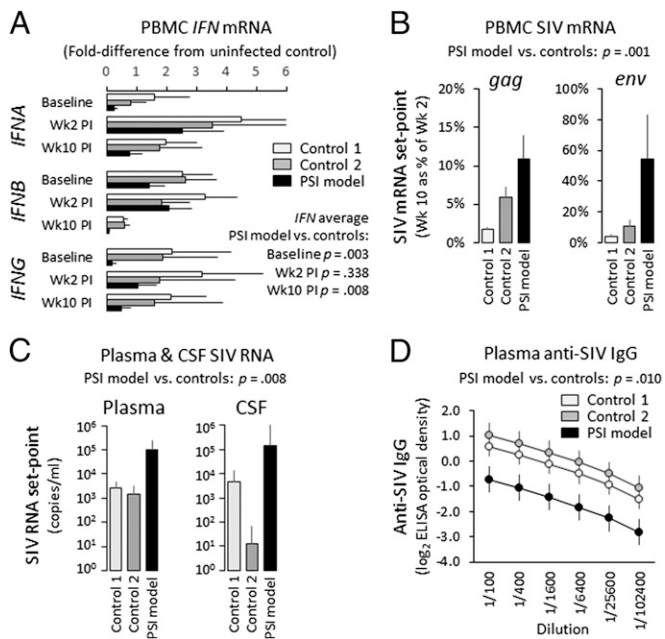 A
PBMC IFN mRNA
(Fold-difference from uninfected control)
0 1 2 3 4 5 6
IFNA
Baseline
Wk2 PI
Wk10 PI
IFNB
Baseline
Wk2 PI
Wk10 PI
IFNG
Baseline
Wk2 PI
Wk10 PI
Control 1
Control 2
PSI model
IFN average
PSI model vs. controls:
Baseline p = .003
Wk2 PI p = .338
Wk10 PI p = .008
B
PBMC SIV mRNA
PSI model vs. controls: p = .001
gag
env
SIV mRNA set-point
(Wk 10 as % of Wk 2)
20%
15%
10%
5%
0%
100%
80%
60%
40%
20%
0%
Control 1
Control 2
PSI model
Control 1
Control 2
PSI model
C
Plasma & CSF SIV RNA
PSI model vs. controls: p = .008
Plasma
CSF
SIV RNA set-point
(copies/ml)
10⁶
10⁵
10⁴
10³
10²
10¹
10⁰
10⁶
10⁵
10⁴
10³
10²
10¹
10⁰
Control 1
Control 2
PSI model
Control 1
Control 2
PSI model
D
Plasma anti-SIV IgG
PSI model vs. controls: p = .010
Control 1
Control 2
PSI model
Anti-SIV IgG
(log₂ ELISA optical density)
2.0
1.0
0.0
-1.0
-2.0
-3.0
-4.0
1/100
1/400
1/1600
1/6400
1/25600
1/102400
Dilution